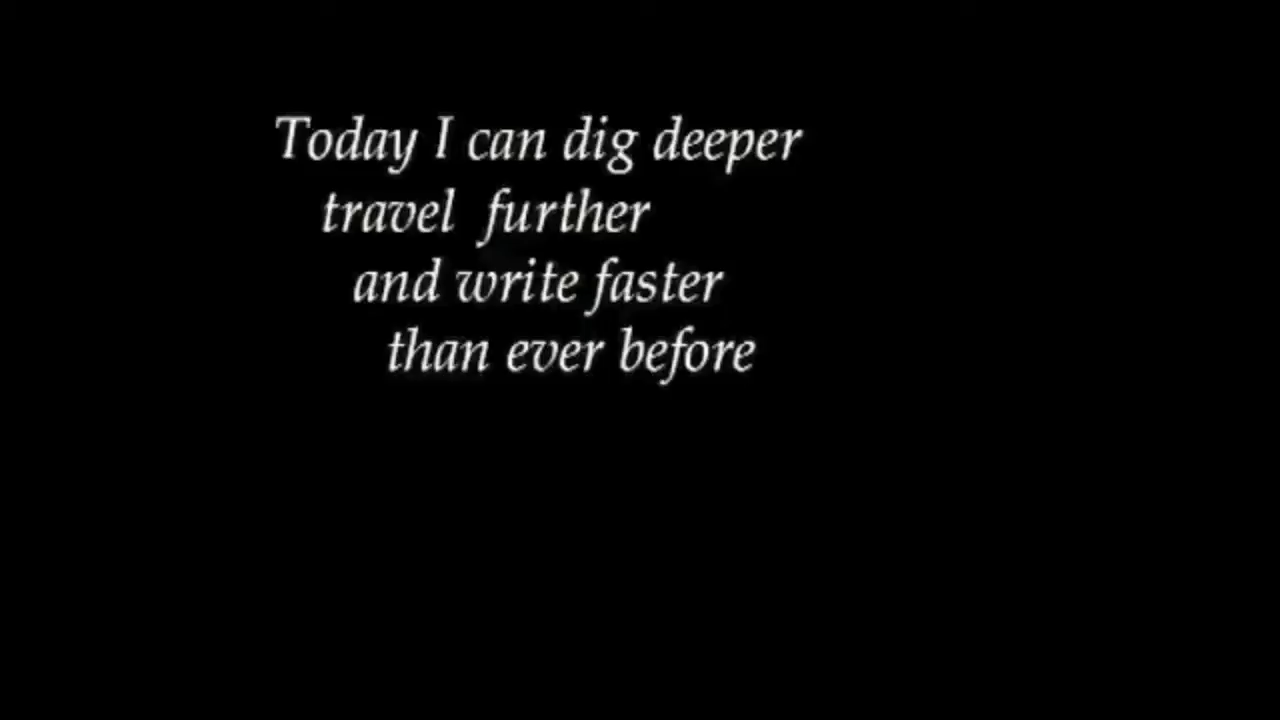 Today I can dig deeper
travel further
and write faster
than ever before